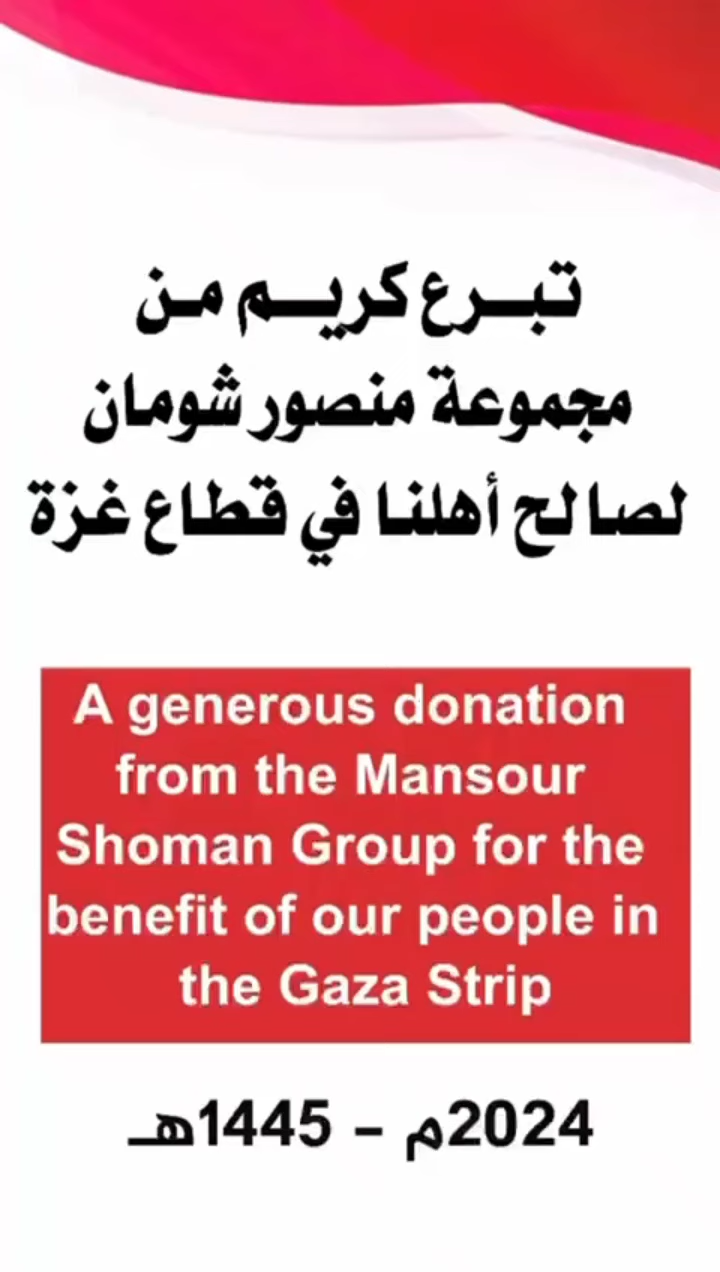 تبرع كريم من
مجموعة منصور شومان
لصالح أهلنا في قطاع غزة
A generous donation
from the Mansour
Shoman Group for the
benefit of our people in
the Gaza Strip
2024م - 1445هـ